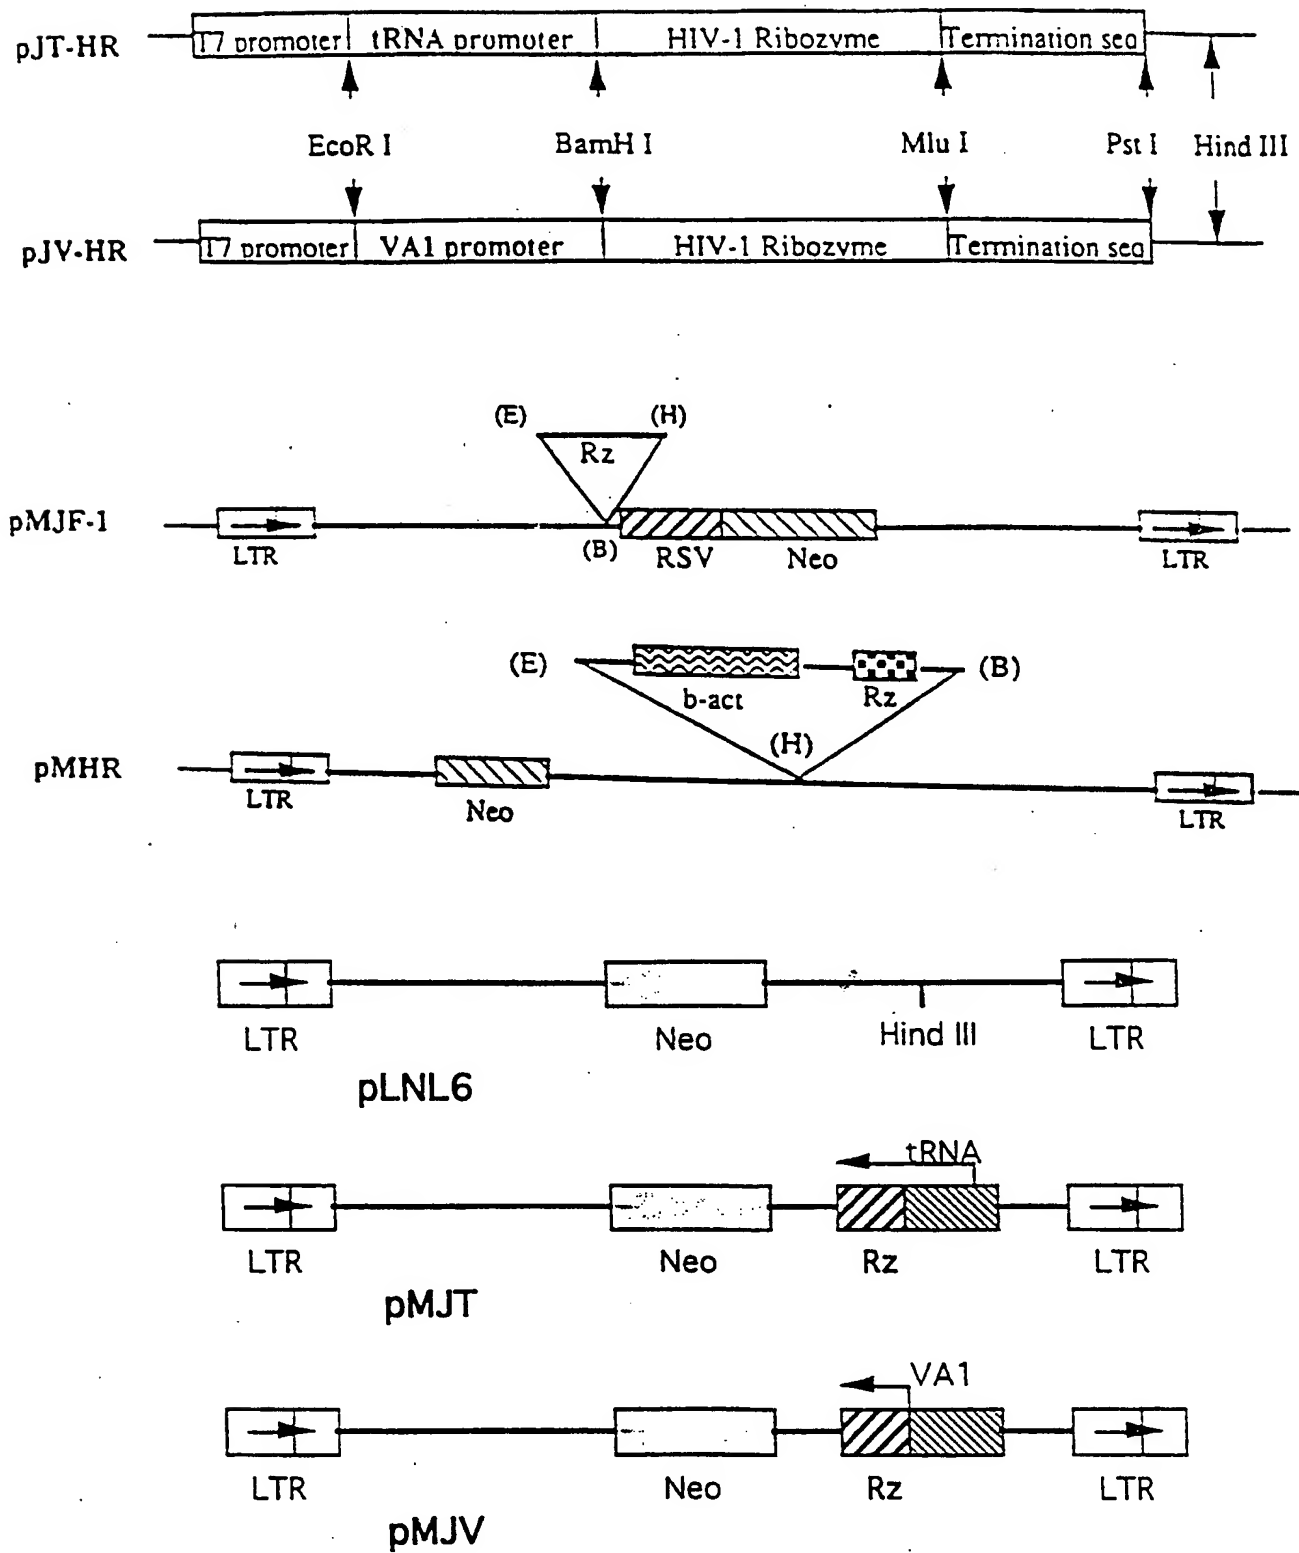 pJT-HR T7 promoter tRNA promoter HIV-1 Ribozyme Termination seq
EcoR I BamH I Mlu I Pst I Hind III
pJV-HR T7 promoter VA1 promoter HIV-1 Ribozyme Termination seq
(E) (H)
Rz
pMJF-1
LTR (B) RSV Neo LTR
(E) (B)
b-act Rz
(H)
pMHR
LTR Neo LTR
LTR Neo Hind III LTR
pLNL6
tRNA
LTR Neo Rz LTR
pMJT
VA1
LTR Neo Rz LTR
pMJV